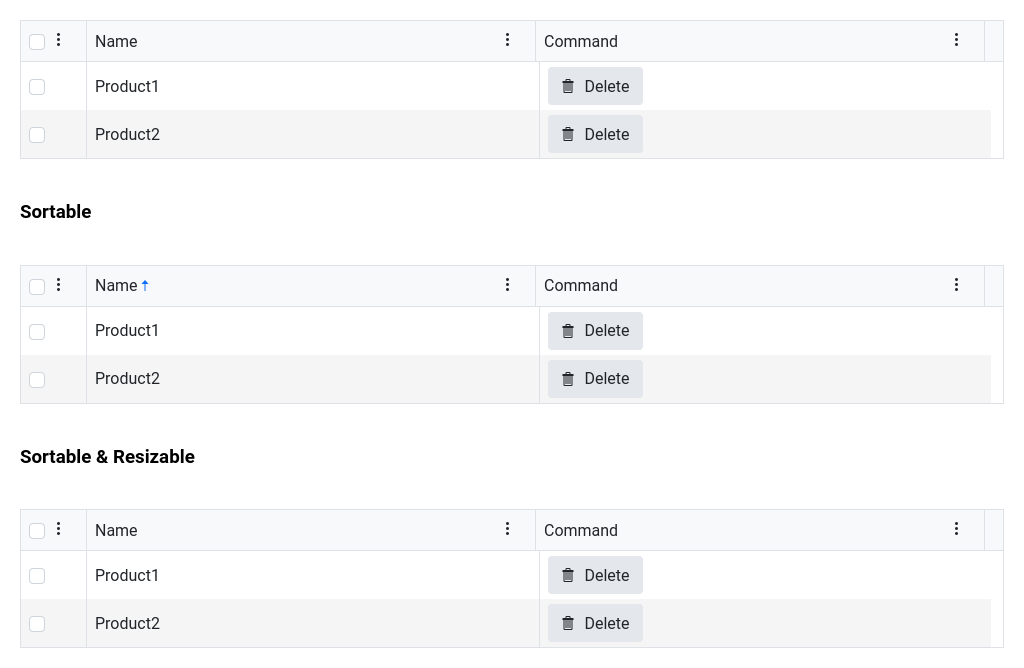 Name Command
Product1 Delete
Product2 Delete
Sortable
Name Command
Product1 Delete
Product2 Delete
Sortable & Resizable
Name Command
Product1 Delete
Product2 Delete